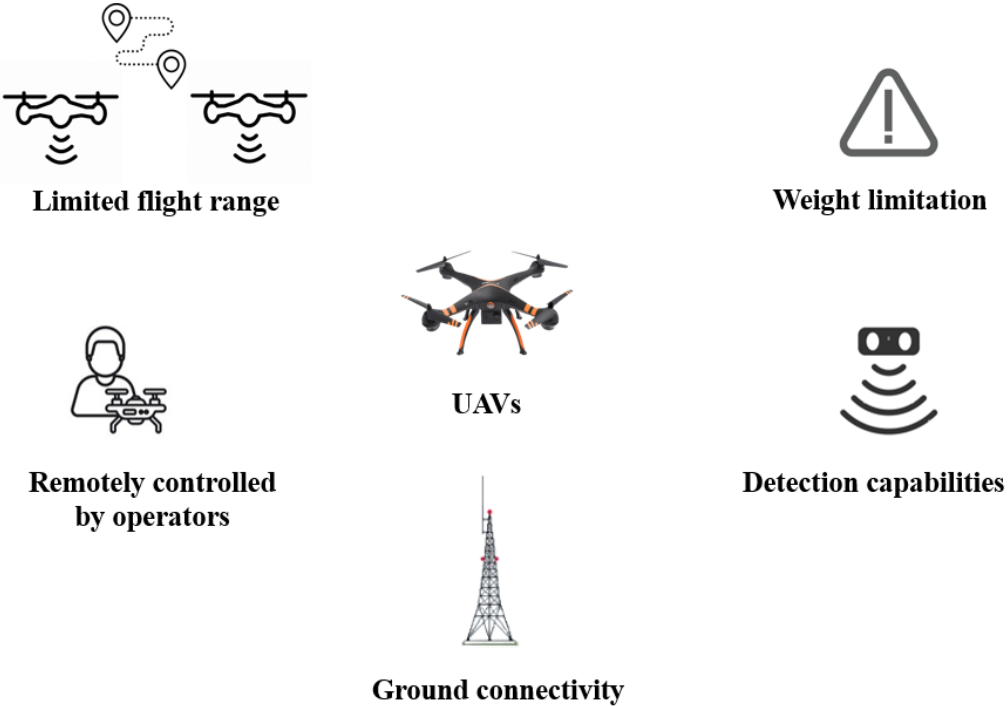 Limited flight range
Weight limitation
UAVs
Remotely controlled
by operators
Detection capabilities
Ground connectivity